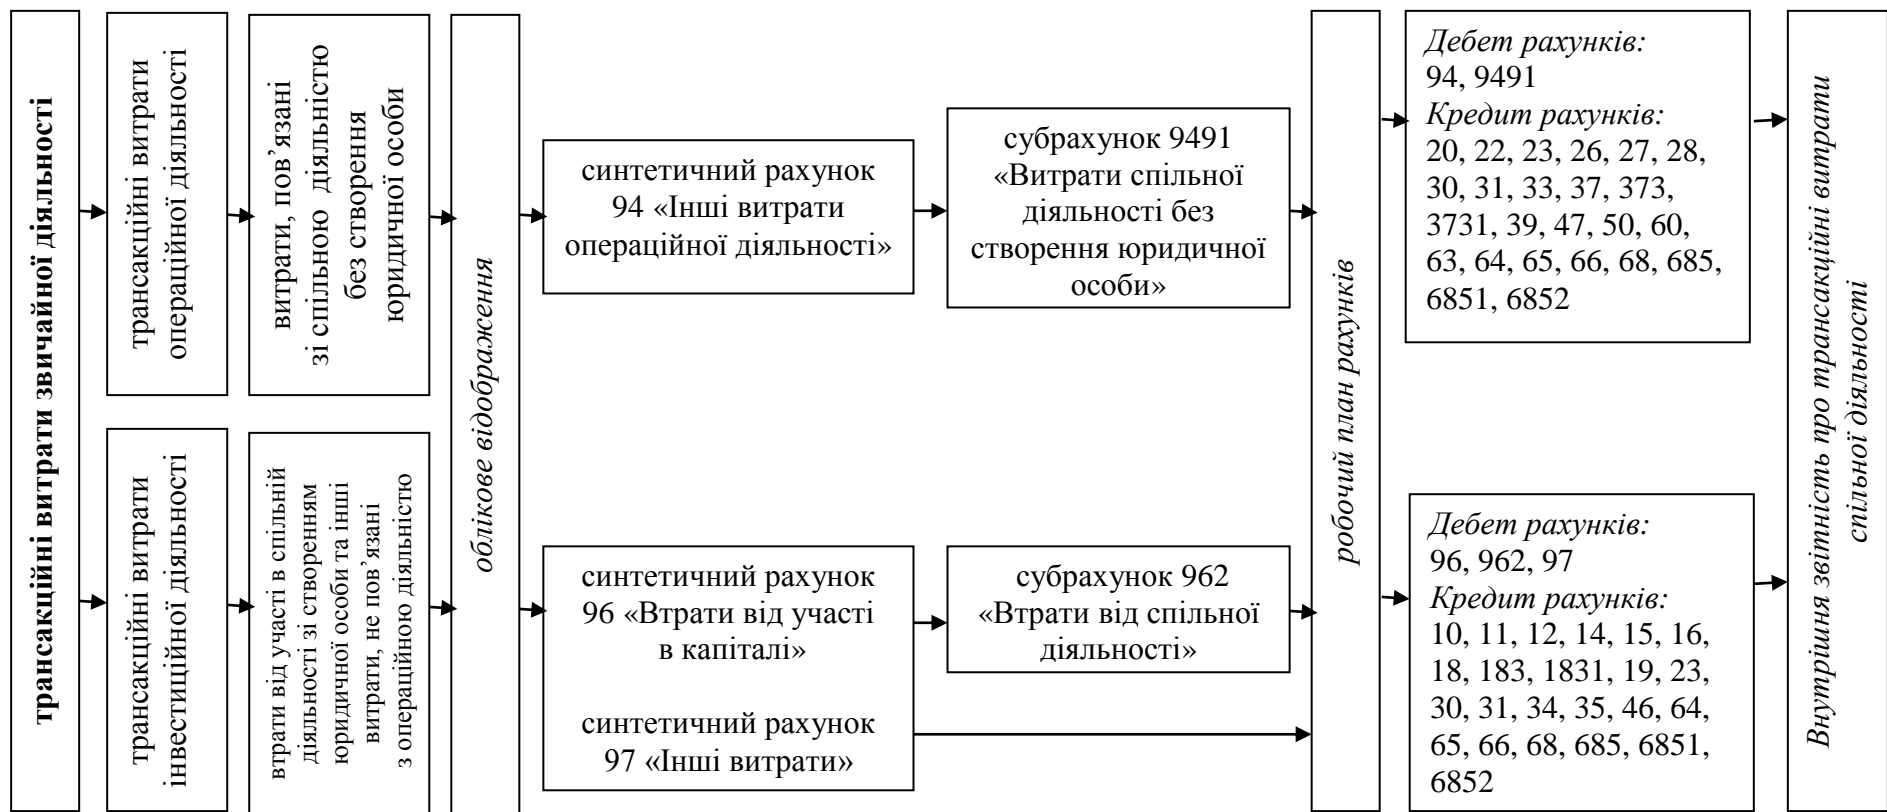 трансакційні витрати звичайної діяльності
трансакційні витрати
операційної діяльності
витрати, пов’язані
зі спільною діяльністю
без створення
юридичної особи
облікове відображення
синтетичний рахунок
94 «Інші витрати
операційної діяльності»
субрахунок 9491
«Витрати спільної
діяльності без
створення юридичної
особи»
робочий план рахунків
Дебет рахунків:
94, 9491
Кредит рахунків:
20, 22, 23, 26, 27, 28,
30, 31, 33, 37, 373,
3731, 39, 47, 50, 60,
63, 64, 65, 66, 68, 685,
6851, 6852
Внутрішня звітність про трансакційні витрати
спільної діяльності
трансакційні витрати
інвестиційної діяльності
втрати від участі в спільній
діяльності зі створенням
юридичної особи та інші
витрати, не пов’язані
з операційною діяльністю
синтетичний рахунок
96 «Втрати від участі
в капіталі»
синтетичний рахунок
97 «Інші витрати»
субрахунок 962
«Втрати від спільної
діяльності»
Дебет рахунків:
96, 962, 97
Кредит рахунків:
10, 11, 12, 14, 15, 16,
18, 183, 1831, 19, 23,
30, 31, 34, 35, 46, 64,
65, 66, 68, 685, 6851,
6852